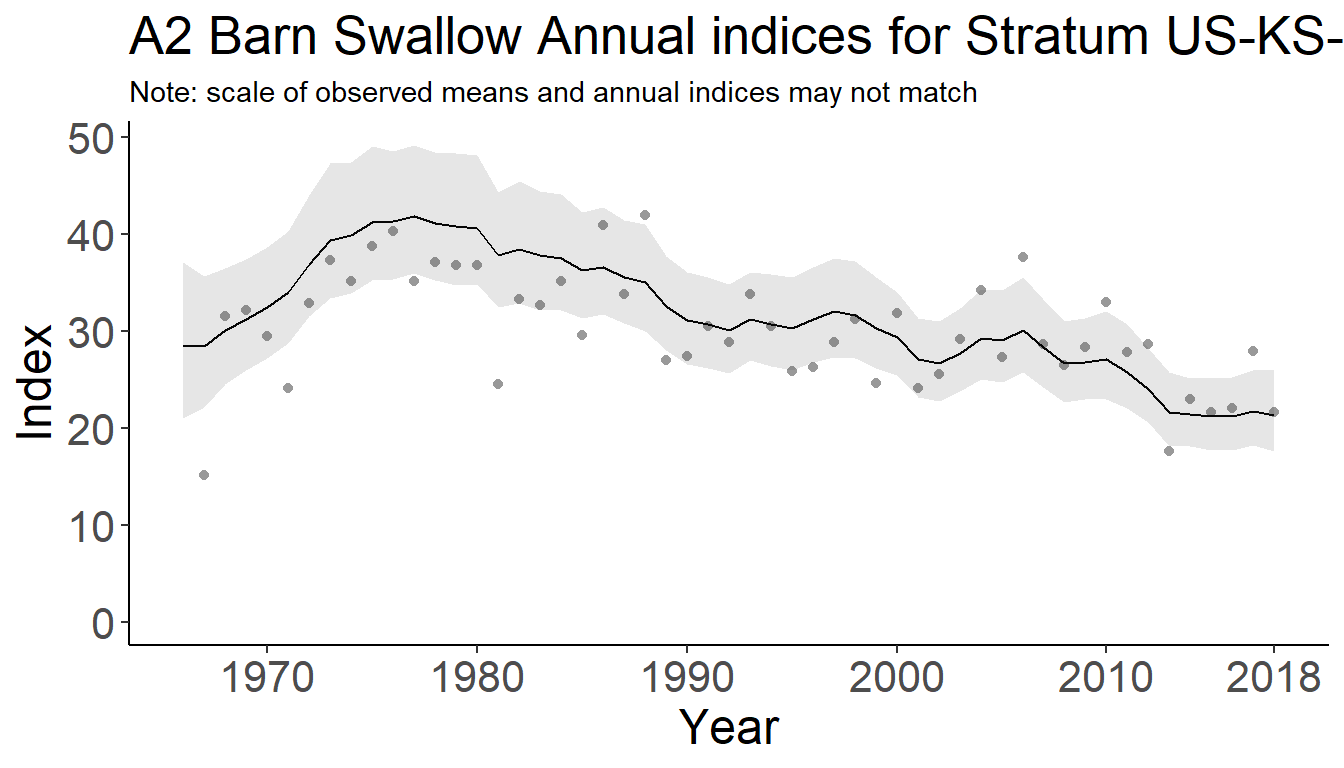 A2 Barn Swallow Annual indices for Stratum US-KS-
Note: scale of observed means and annual indices may not match
50
40
30
20
10
0
Index
1970 1980 1990 2000 2010 2018
Year